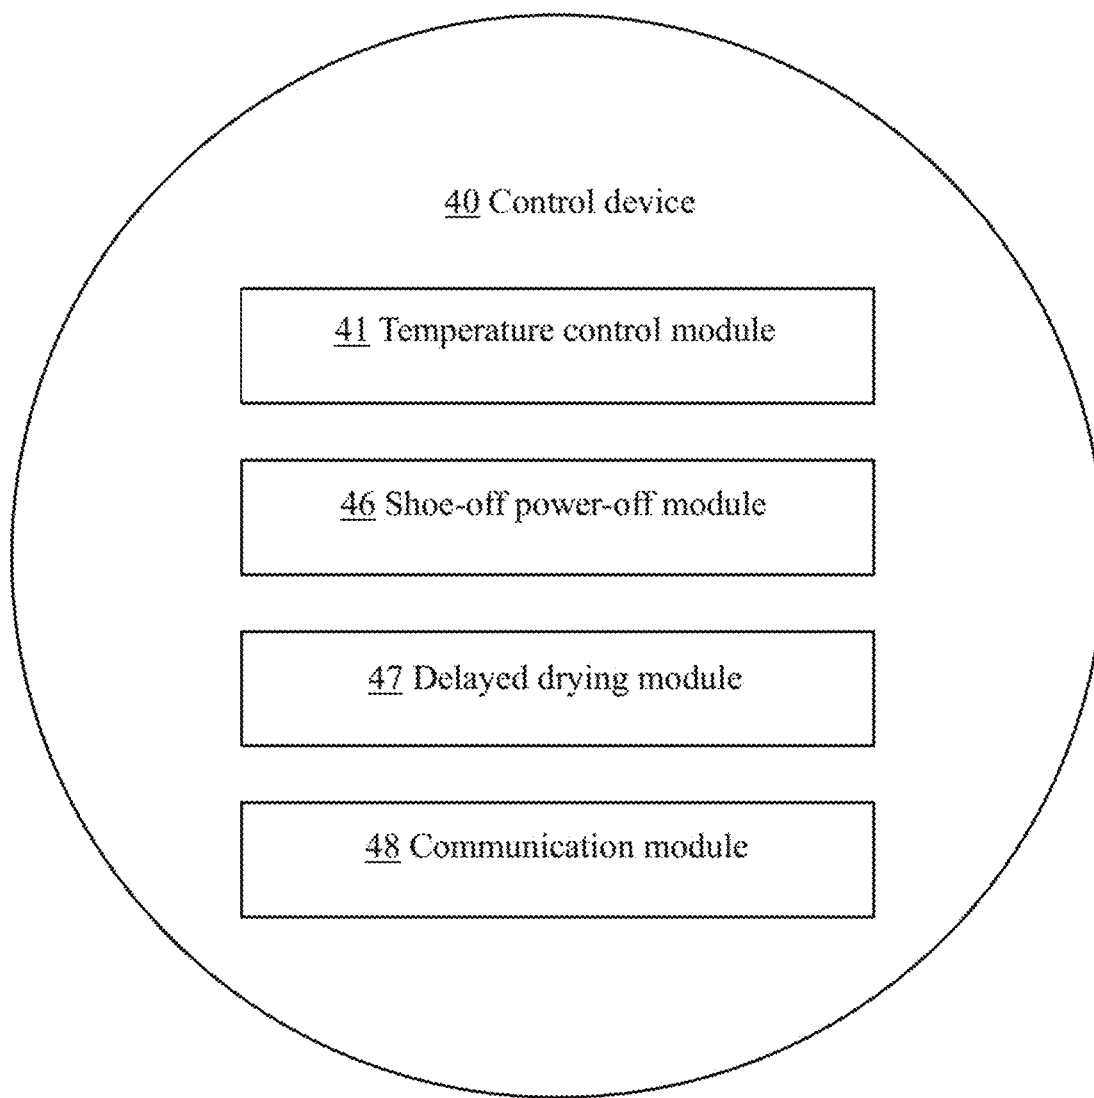 40 Control device
41 Temperature control module
46 Shoe-off power-off module
47 Delayed drying module
48 Communication module